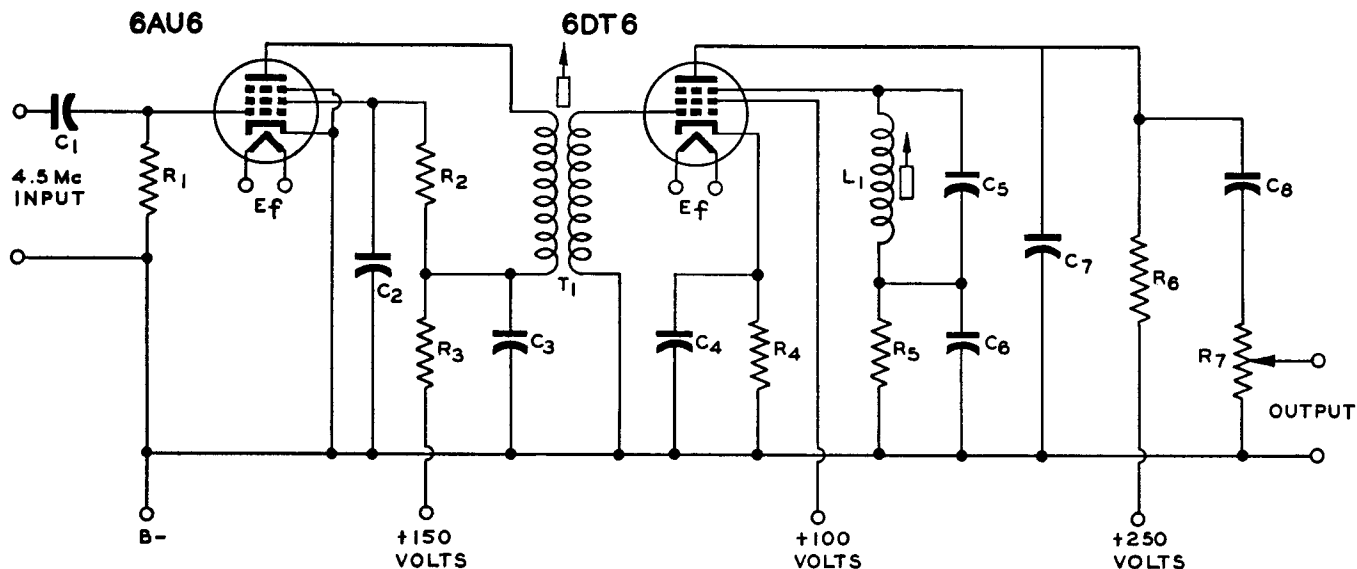 6AU6
6DT6
C1
4.5 Mc
INPUT
R1
Ef
C2
R2
R3
C3
T1
Ef
C4
R4
L1
C5
R5
C6
C7
R6
C8
R7
OUTPUT
B-
+150
VOLTS
+100
VOLTS
+250
VOLTS